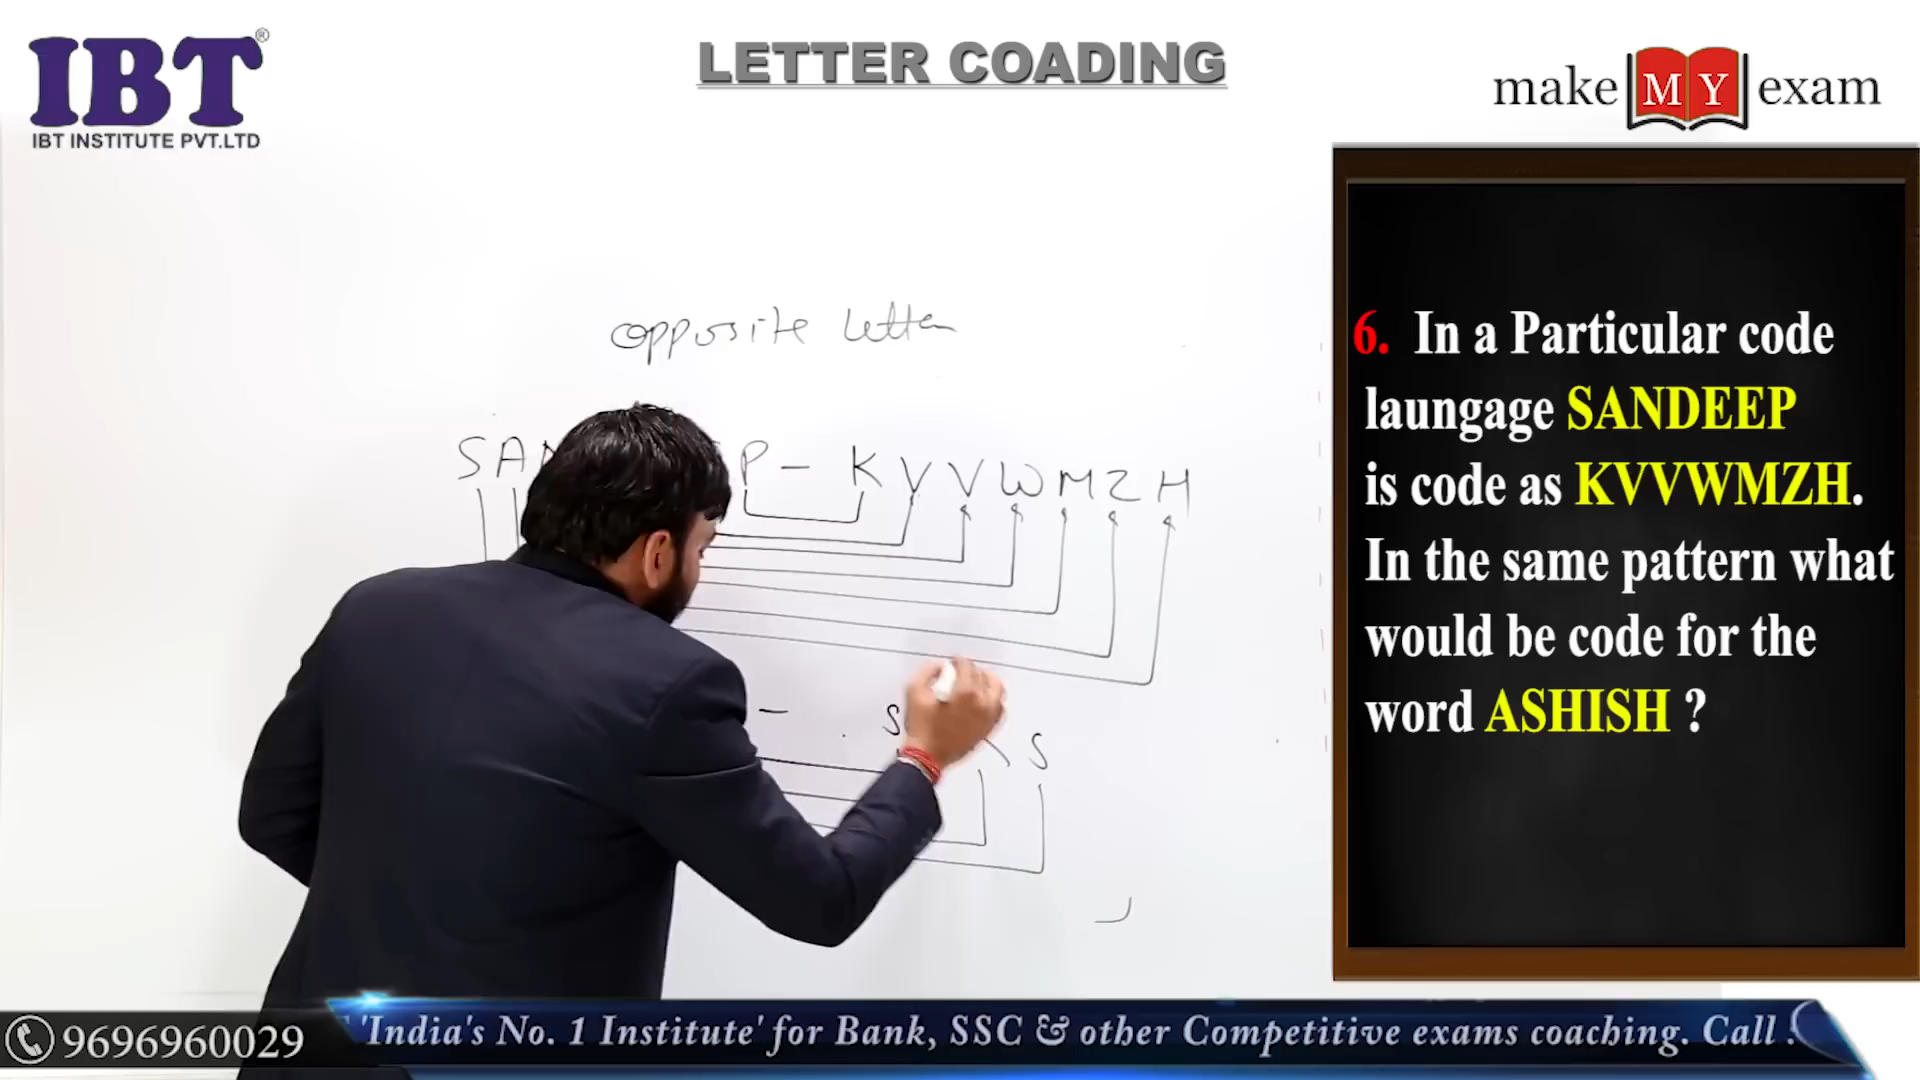 IBT®
IBT INSTITUTE PVT.LTD
LETTER COADING
make MY exam
opposite letter
S A P – K V V W M Z H
– S S
6. In a Particular code
laungage SANDEEP
is code as KVVWMZH.
In the same pattern what
would be code for the
word ASHISH ?
9696960029
'India's No. 1 Institute' for Bank, SSC & other Competitive exams coaching. Call